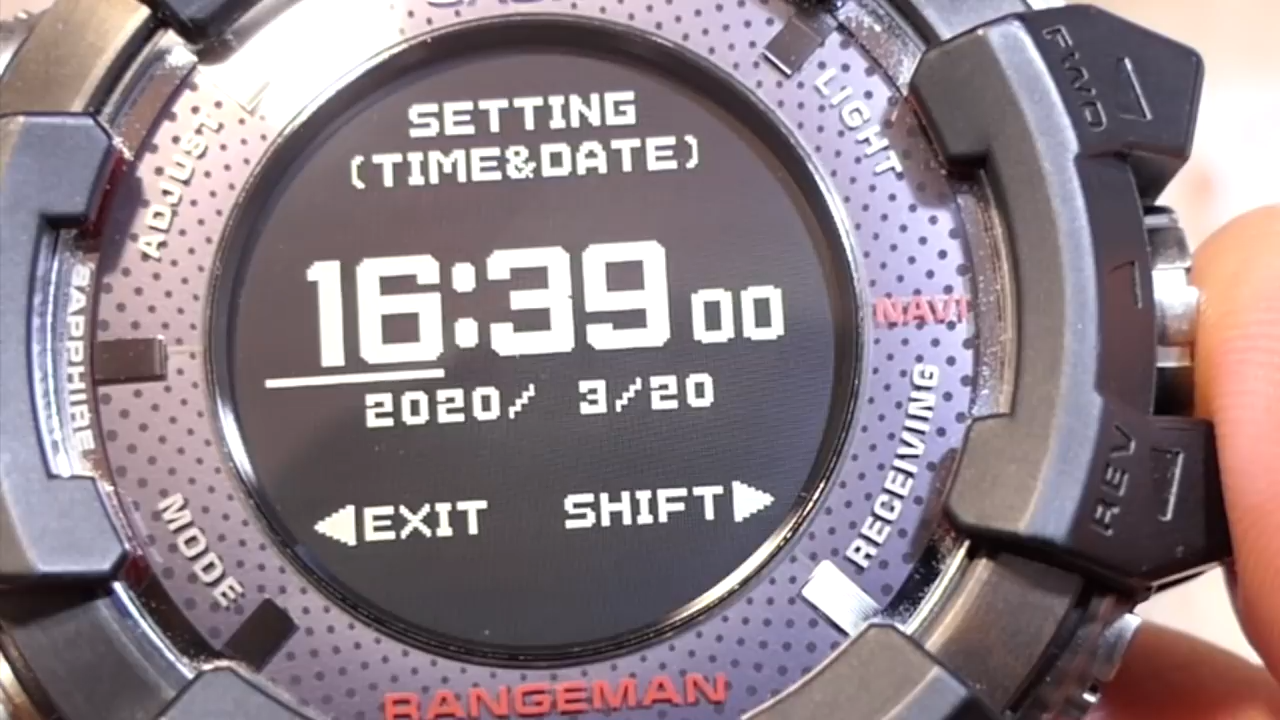 SETTING
(TIME&DATE)
16:39 00
2020/ 3/20
◀EXIT SHIFT▶
ADJUST
LIGHT
FWD
SAPPHIRE
NAVI
RECEIVING
REV
MODE
RANGEMAN